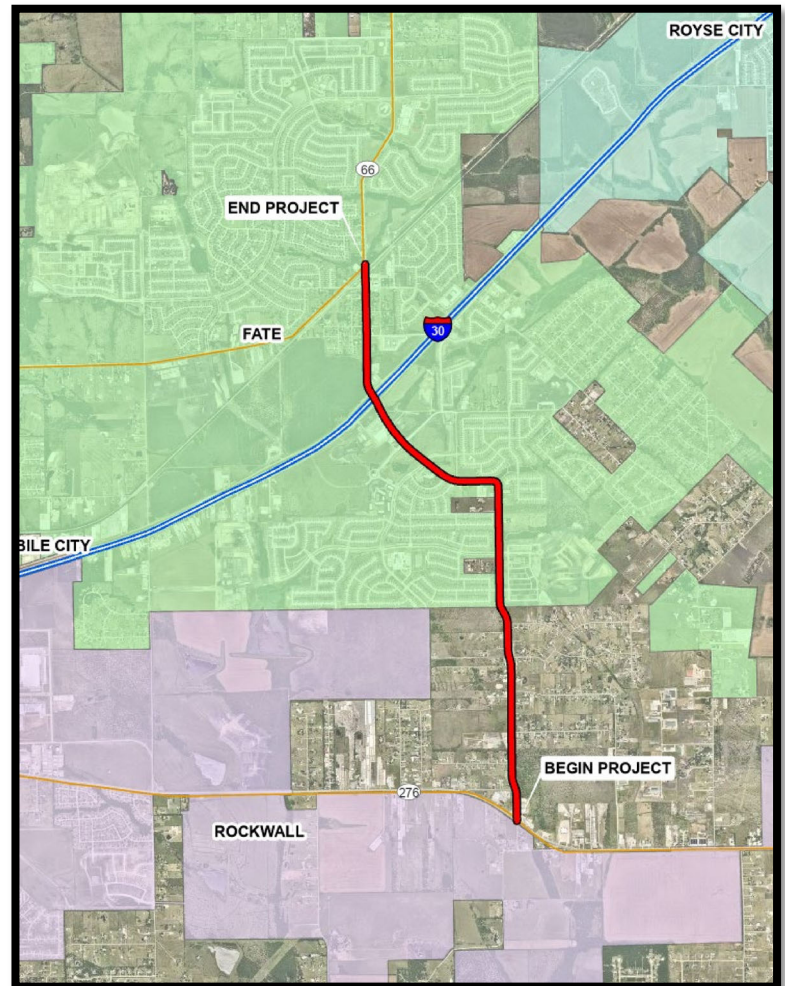 ROYSE CITY
66
END PROJECT
FATE
30
BILE CITY
BEGIN PROJECT
276
ROCKWALL